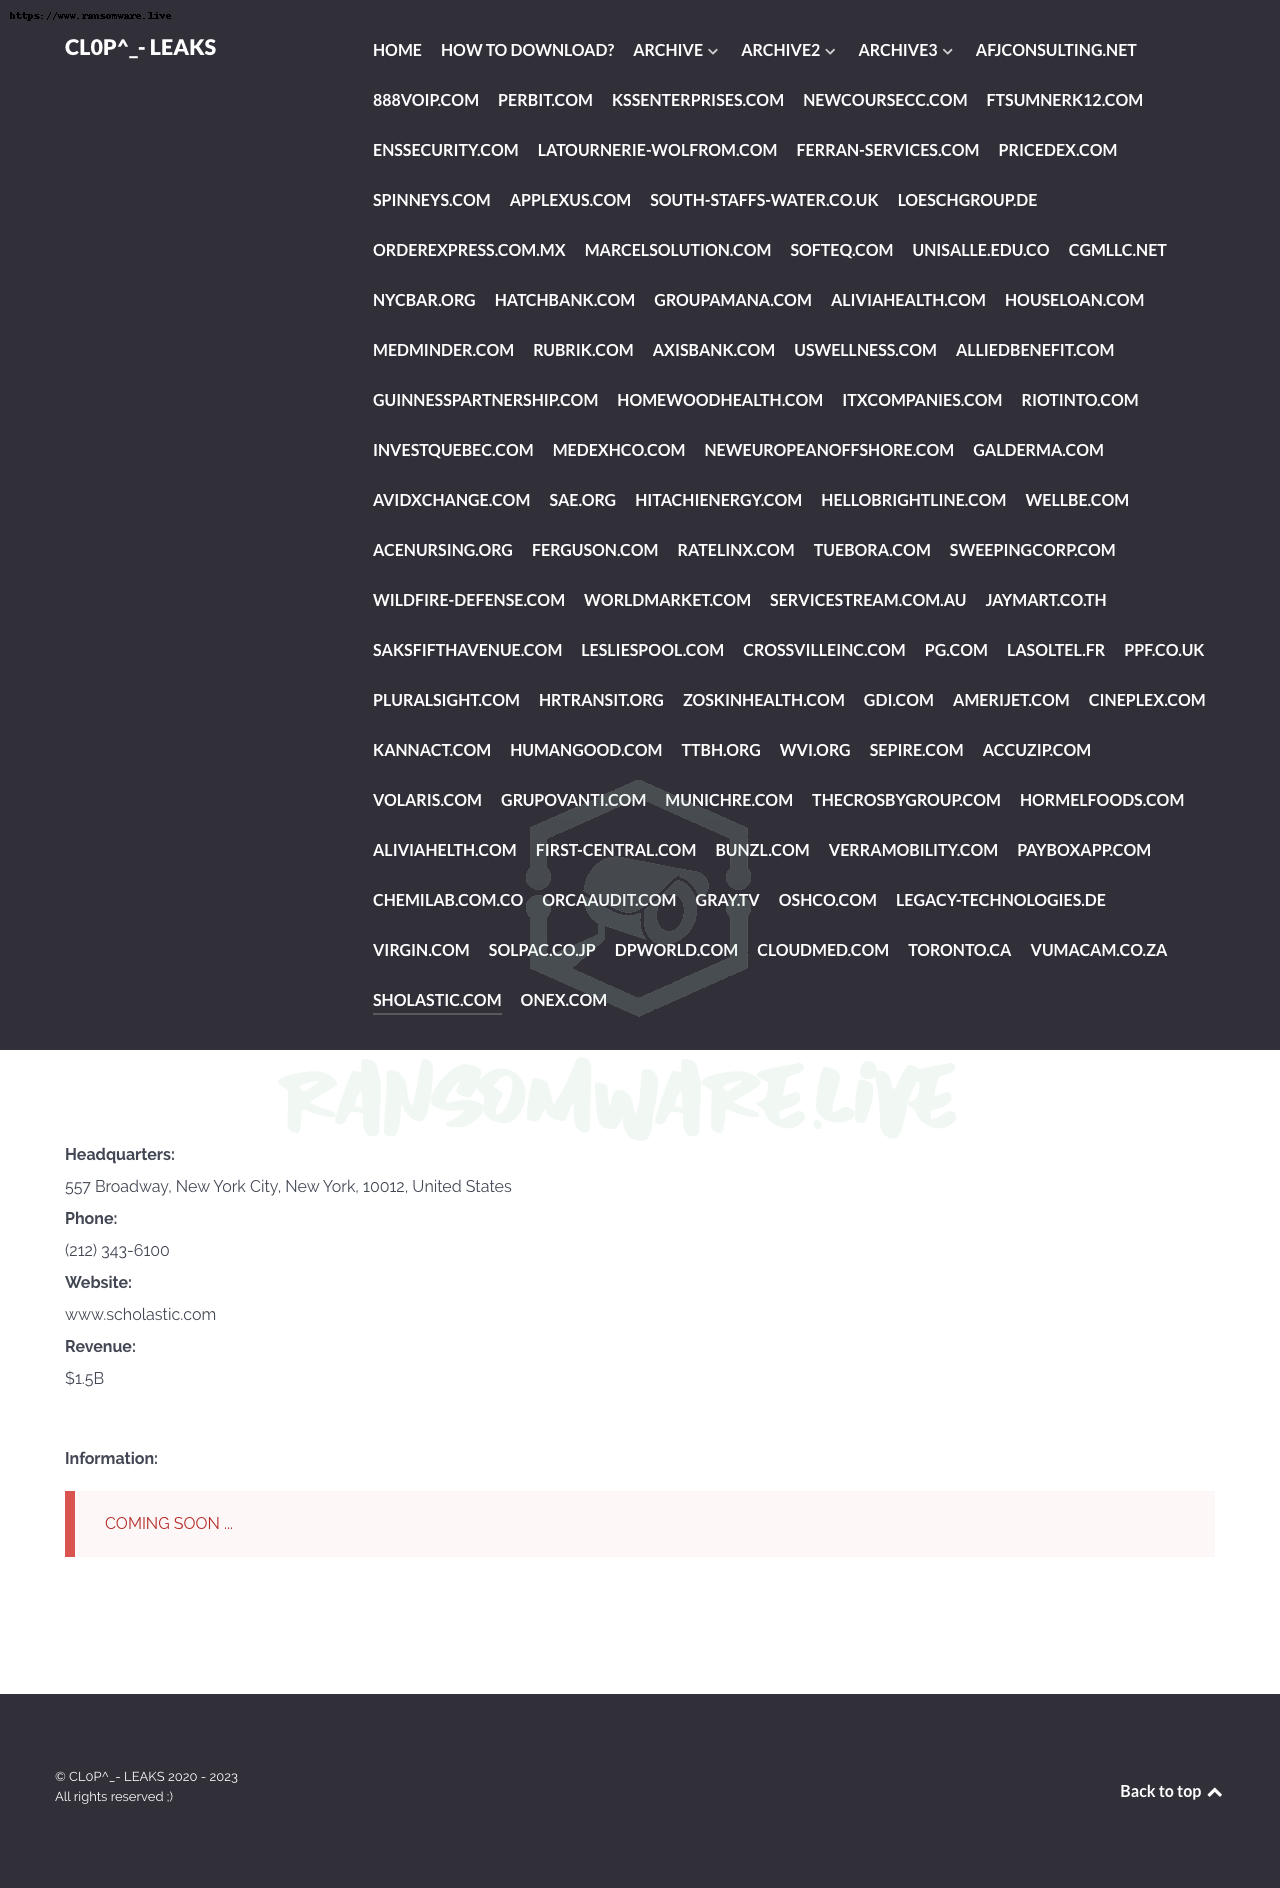 https://www.ransomware.live
CL0P^_- LEAKS
HOME HOW TO DOWNLOAD? ARCHIVE ARCHIVE2 ARCHIVE3 AFJCONSULTING.NET
888VOIP.COM PERBIT.COM KSSENTERPRISES.COM NEWCOURSECC.COM FTSUMNERK12.COM
ENSSECURITY.COM LATOURNERIE-WOLFROM.COM FERRAN-SERVICES.COM PRICEDEX.COM
SPINNEYS.COM APPLEXUS.COM SOUTH-STAFFS-WATER.CO.UK LOESCHGROUP.DE
ORDEREXPRESS.COM.MX MARCELSOLUTION.COM SOFTEQ.COM UNISALLE.EDU.CO CGMLLC.NET
NYCBAR.ORG HATCHBANK.COM GROUPAMANA.COM ALIVIAHEALTH.COM HOUSELOAN.COM
MEDMINDER.COM RUBRIK.COM AXISBANK.COM USWELLNESS.COM ALLIEDBENEFIT.COM
GUINNESSPARTNERSHIP.COM HOMEWOODHEALTH.COM ITXCOMPANIES.COM RIOTINTO.COM
INVESTQUEBEC.COM MEDEXHCO.COM NEWEUROPEANOFFSHORE.COM GALDERMA.COM
AVIDXCHANGE.COM SAE.ORG HITACHIENERGY.COM HELLOBRIGHTLINE.COM WELLBE.COM
ACENURSING.ORG FERGUSON.COM RATELINX.COM TUEBORA.COM SWEEPINGCORP.COM
WILDFIRE-DEFENSE.COM WORLDMARKET.COM SERVICESTREAM.COM.AU JAYMART.CO.TH
SAKSFIFTHAVENUE.COM LESLIESPOOL.COM CROSSVILLEINC.COM PG.COM LASOLTEL.FR PPF.CO.UK
PLURALSIGHT.COM HRTRANSIT.ORG ZOSKINHEALTH.COM GDI.COM AMERIJET.COM CINEPLEX.COM
KANNACT.COM HUMANGOOD.COM TTBH.ORG WVI.ORG SEPIRE.COM ACCUZIP.COM
VOLARIS.COM GRUPOVANTI.COM MUNICHRE.COM THECROSBYGROUP.COM HORMELFOODS.COM
ALIVIAHELTH.COM FIRST-CENTRAL.COM BUNZL.COM VERRAMOBILITY.COM PAYBOXAPP.COM
CHEMILAB.COM.CO ORCAAUDIT.COM GRAY.TV OSHCO.COM LEGACY-TECHNOLOGIES.DE
VIRGIN.COM SOLPAC.CO.JP DPWORLD.COM CLOUDMED.COM TORONTO.CA VUMACAM.CO.ZA
SHOLASTIC.COM ONEX.COM
RANSOMWARE.LIVE
Headquarters:
557 Broadway, New York City, New York, 10012, United States
Phone:
(212) 343-6100
Website:
www.scholastic.com
Revenue:
$1.5B
Information:
COMING SOON ...
© CL0P^_- LEAKS 2020 - 2023
All rights reserved ;)
Back to top